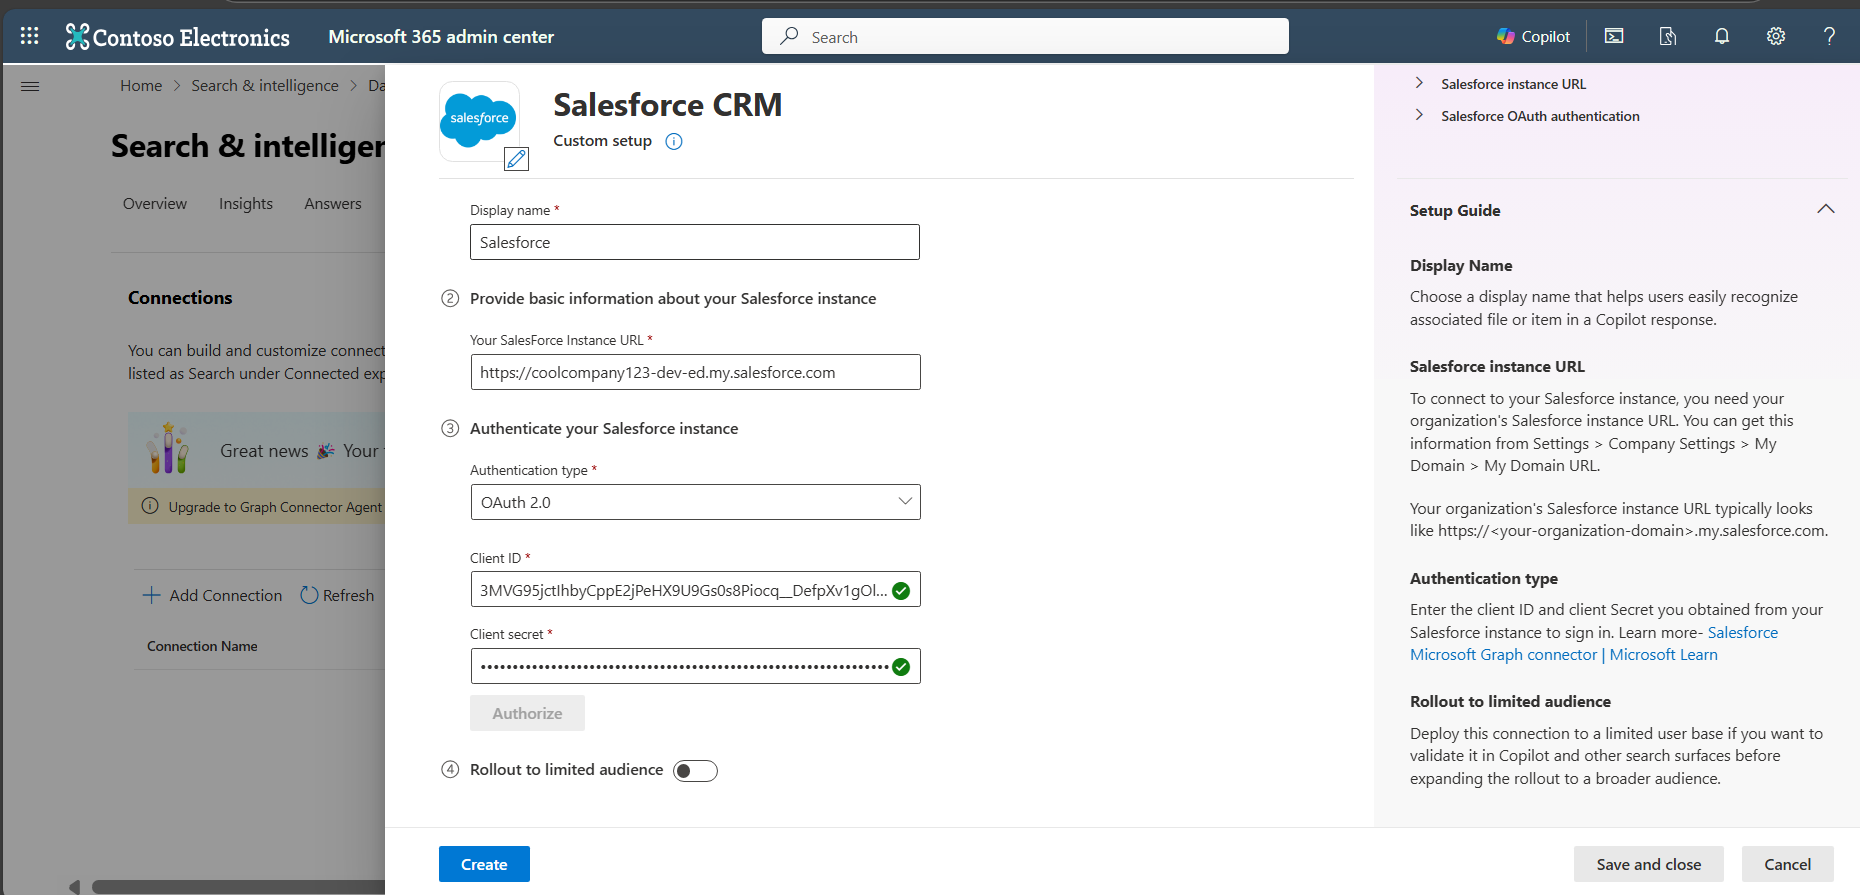 Contoso Electronics
Microsoft 365 admin center
Search
Copilot
Home > Search & intelligence >
Search &
Overview
Insights
Answers
Connections
You can build and customize
listed as Search under Connected
Great news 🎉 Your
Upgrade to Graph Connector Agent
Add Connection
Refresh
Connection Name
salesforce
Salesforce CRM
Custom setup
Display name *
Salesforce
2 Provide basic information about your Salesforce instance
Your SalesForce Instance URL *
https://coolcompany123-dev-ed.my.salesforce.com
3 Authenticate your Salesforce instance
Authentication type *
OAuth 2.0
Client ID *
3MVG95jctIhbyCppE2jPeHX9U9Gs0s8Piocq__DefpXv1gOl...
Client secret *
Authorize
4 Rollout to limited audience
Create
Save and close
Cancel
Salesforce instance URL
Salesforce OAuth authentication
Setup Guide
Display Name
Choose a display name that helps users easily recognize
associated file or item in a Copilot response.
Salesforce instance URL
To connect to your Salesforce instance, you need your
organization's Salesforce instance URL. You can get this
information from Settings > Company Settings > My
Domain > My Domain URL.
Your organization's Salesforce instance URL typically looks
like https://<your-organization-domain>.my.salesforce.com.
Authentication type
Enter the client ID and client Secret you obtained from your
Salesforce instance to sign in. Learn more- Salesforce
Microsoft Graph connector | Microsoft Learn
Rollout to limited audience
Deploy this connection to a limited user base if you want to
validate it in Copilot and other search surfaces before
expanding the rollout to a broader audience.